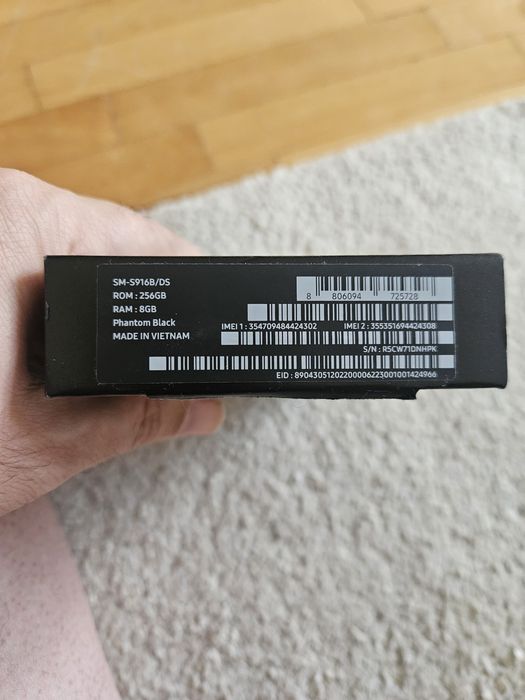 SM-S916B/DS
ROM : 256GB
RAM : 8GB
Phantom Black
MADE IN VIETNAM
8 806094 725728
IMEI 1 : 354709484424302 IMEI 2 : 355351694424308
S/N : R5CW71DNHPK
EID : 89043051202200006223001001424966